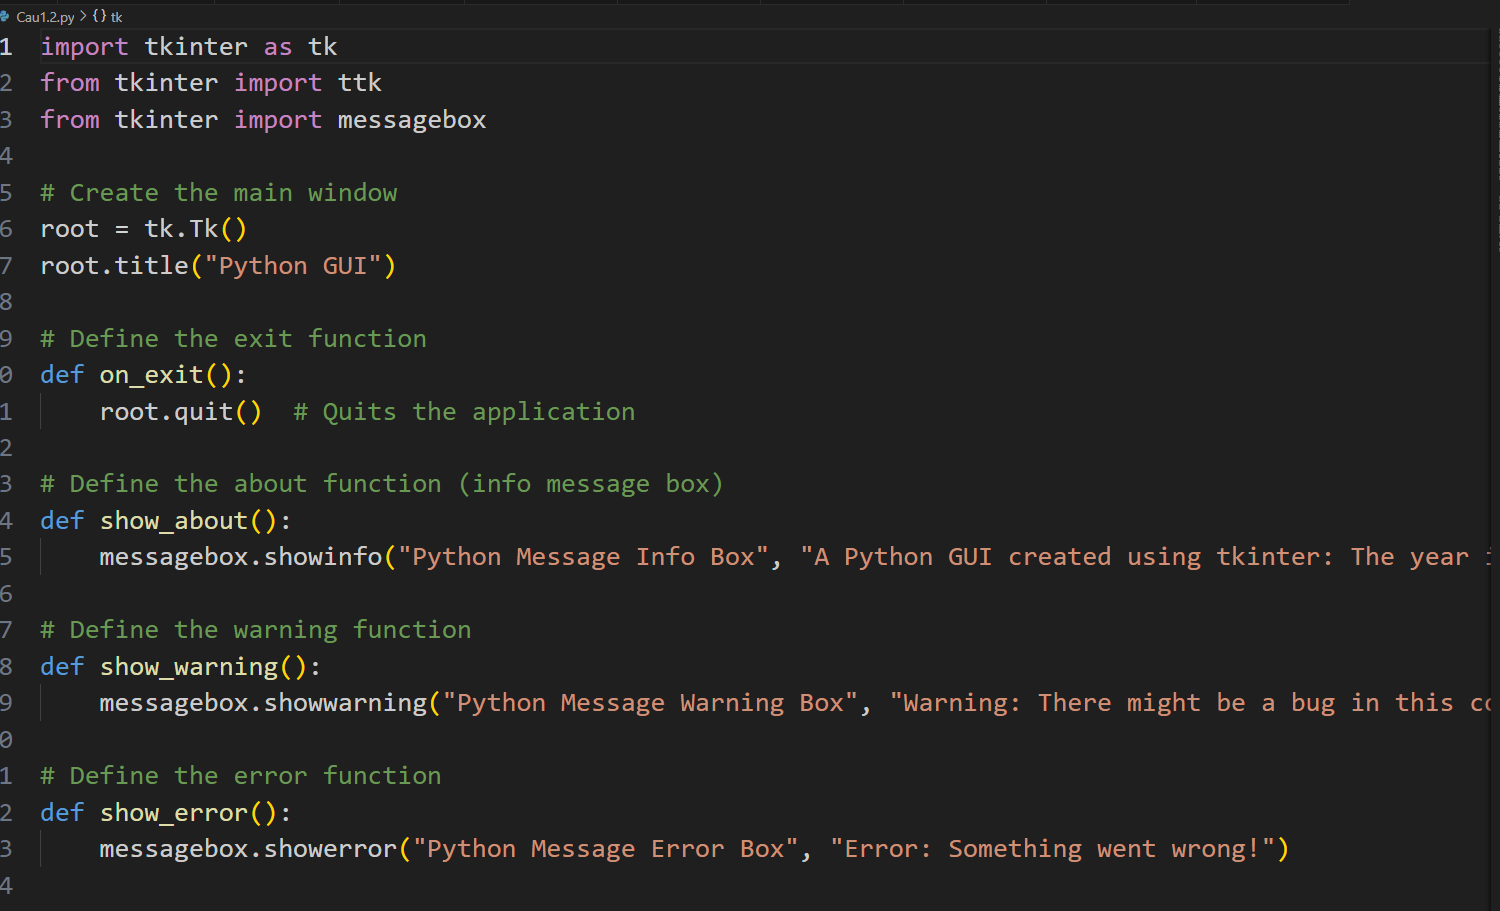 Cau1.2.py > {} tk
1 import tkinter as tk
2 from tkinter import ttk
3 from tkinter import messagebox
4
5 # Create the main window
6 root = tk.Tk()
7 root.title("Python GUI")
8
9 # Define the exit function
0 def on_exit():
1 root.quit()  # Quits the application
2
3 # Define the about function (info message box)
4 def show_about():
5 messagebox.showinfo("Python Message Info Box", "A Python GUI created using tkinter: The year
6
7 # Define the warning function
8 def show_warning():
9 messagebox.showwarning("Python Message Warning Box", "Warning: There might be a bug in this
0
1 # Define the error function
2 def show_error():
3 messagebox.showerror("Python Message Error Box", "Error: Something went wrong!")
4